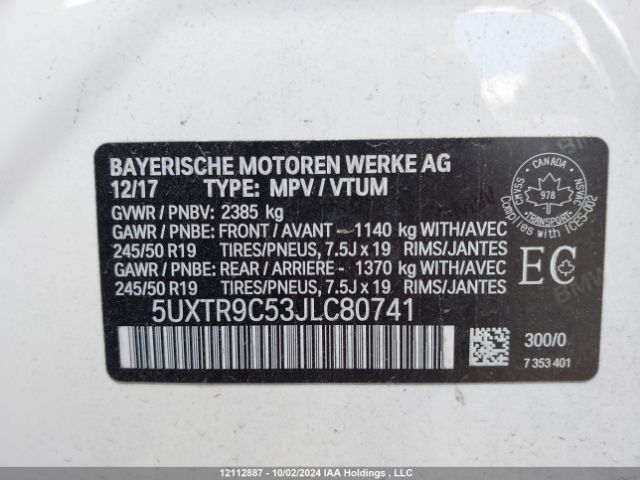 BAYERISCHE MOTOREN WERKE AG
12/17 TYPE: MPV / VTUM
GVWR / PNBV: 2385 kg
GAWR / PNBE: FRONT / AVANT - 1140 kg WITH/AVEC
245/50 R19 TIRES/PNEUS, 7.5J x 19 RIMS/JANTES
GAWR / PNBE: REAR / ARRIERE - 1370 kg WITH/AVEC
245/50 R19 TIRES/PNEUS, 7.5J x 19 RIMS/JANTES
5UXTR9C53JLC80741
CANADA
978
TRANSPORT
CMVSS NSVAC
Complies with ICES-002
EC
300/0
7 353 401
12112887 - 10/02/2024 IAA Holdings , LLC